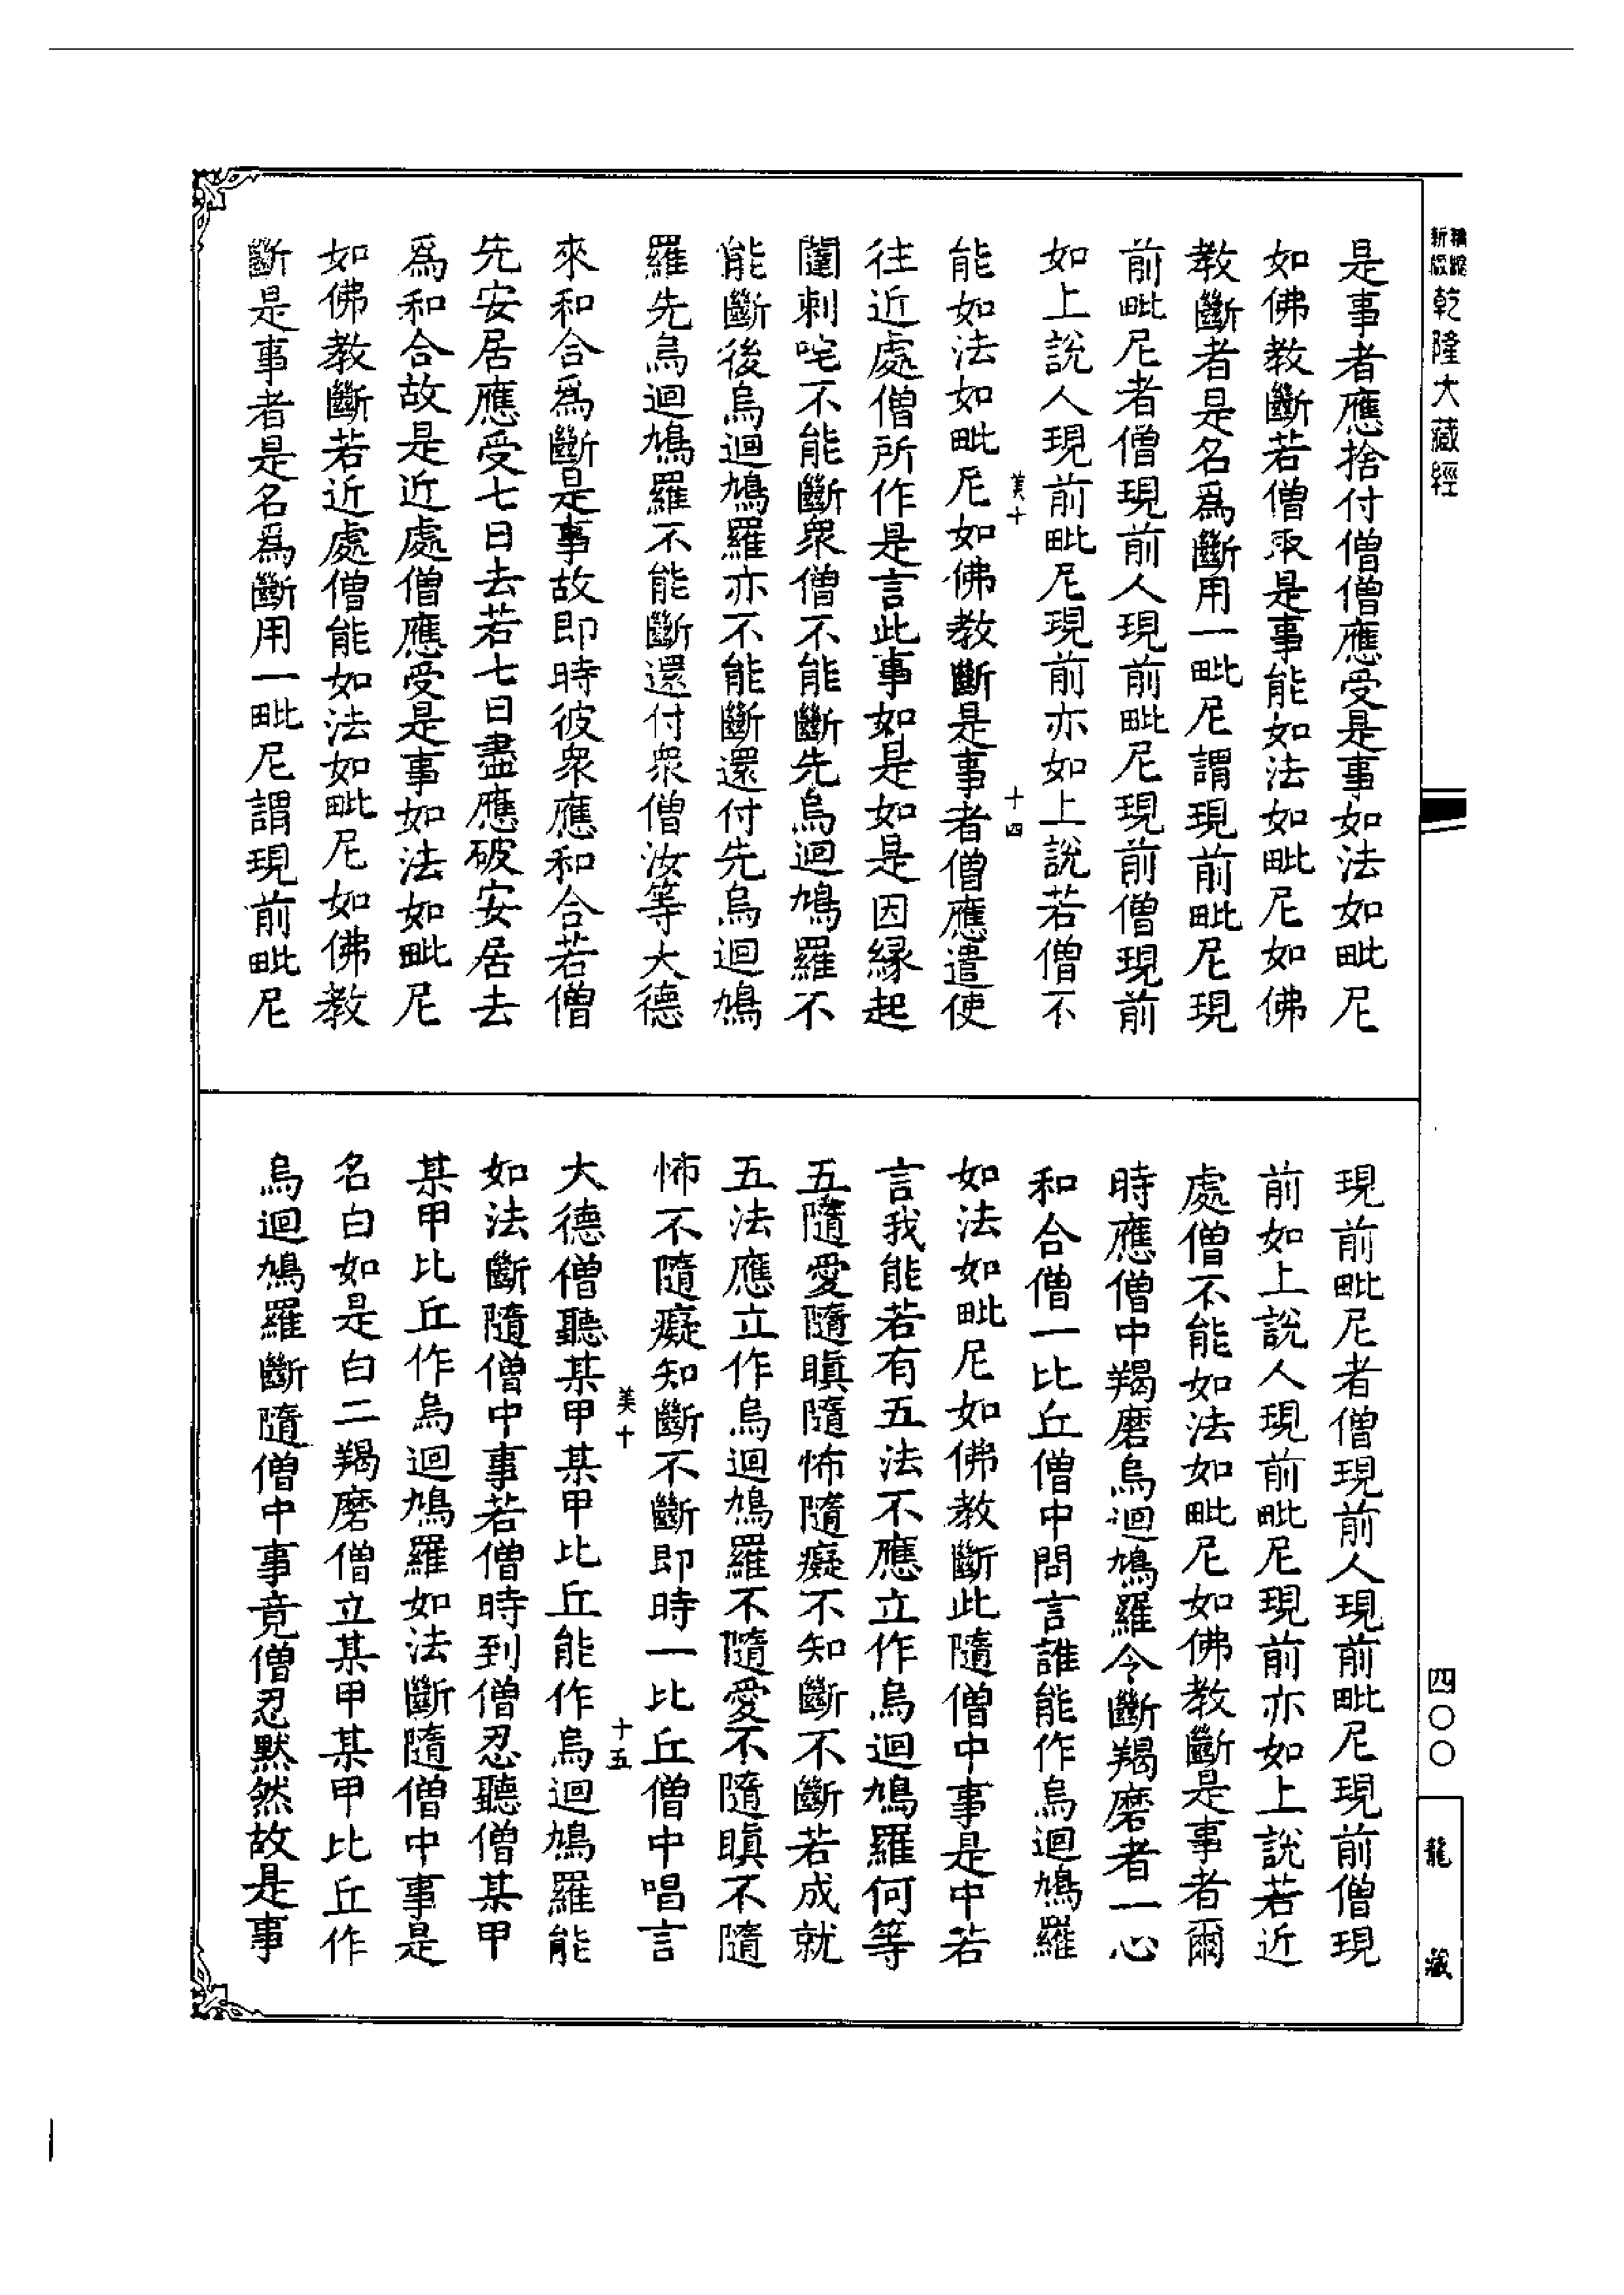 乾隆大藏經
是事者應捨付僧僧應受是事如法如毗尼
如佛教斷若僧取是事能如法如毗尼如佛
教斷者是名爲斷用一毗尼謂現前毗尼現
前毗尼者僧現前人現前毗尼現前僧現前
如上說人現前毗尼現前亦如上說若僧不
美十
十四
能如法如毗尼如佛教斷是事者僧應遣使
往近處僧所作是言此事如是如是因緣起
闥剌吒不能斷衆僧不能斷先烏迴鳩羅不
能斷後烏迴鳩羅亦不能斷還付先烏迴鳩
羅先烏迴鳩羅不能斷還付衆僧汝等大德
來和合爲斷是事故即時彼衆應和合若僧
先安居應受七日去若七日盡應破安居去
爲和合故是近處僧應受是事如法如毗尼
如佛教斷若近處僧能如法如毗尼如佛教
斷是事者是名爲斷用一毗尼謂現前毗尼
現前毗尼者僧現前人現前毗尼現前僧現
前如上說人現前毗尼現前亦如上說若近
處僧不能如法如毗尼如佛教斷是事者爾
時應僧中羯磨烏迴鳩羅令斷羯磨者一心
和合僧一比丘僧中問言誰能作烏迴鳩羅
如法如毗尼如佛教斷此隨僧中事是中若
言我能若有五法不應立作烏迴鳩羅何等
五隨愛隨瞋隨怖隨癡不知斷不斷若成就
五法應立作烏迴鳩羅不隨愛不隨瞋不隨
怖不隨癡知斷不斷即時一比丘僧中唱言
美十
十五
大德僧聽某甲某甲比丘能作烏迴鳩羅能
如法斷隨僧中事若僧時到僧忍聽僧某甲
某甲比丘作烏迴鳩羅如法斷隨僧中事是
名白如是白二羯磨僧立某甲某甲比丘作
烏迴鳩羅斷隨僧中事竟僧忍默然故是事
四〇〇
龍藏